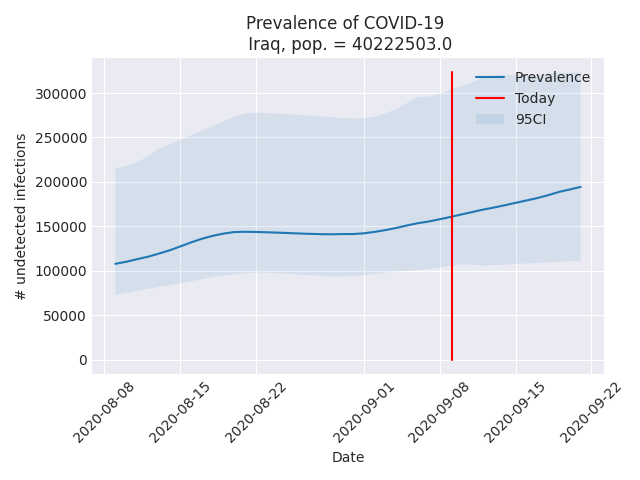 Prevalence of COVID-19
Iraq, pop. = 40222503.0
Prevalence
Today
95CI
# undetected infections
300000
250000
200000
150000
100000
50000
0
2020-08-08
2020-08-15
2020-08-22
2020-09-01
2020-09-08
2020-09-15
2020-09-22
Date